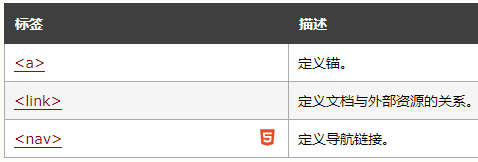 标签 描述
<a> 定义锚。
<link> 定义文档与外部资源的关系。
<nav> 5 定义导航链接。